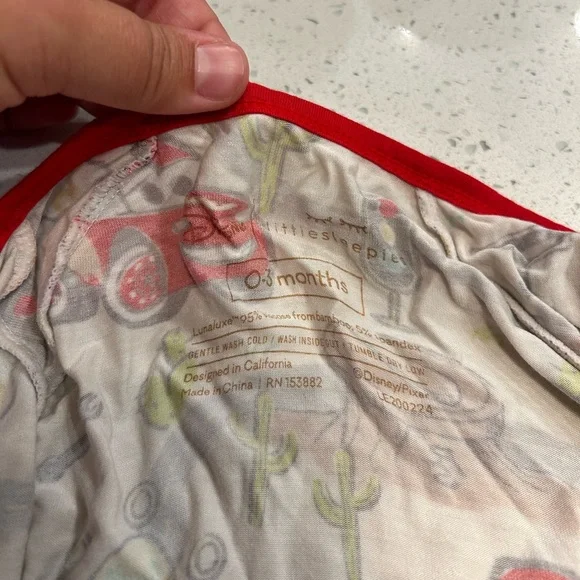 littlesleepies
0-3 months
Lunaluxe™ 95% viscose from bamboo, 5% spandex
GENTLE WASH COLD / WASH INSIDE OUT / TUMBLE DRY LOW
Designed in California
©Disney/Pixar
Made in China | RN 153882
LE200224